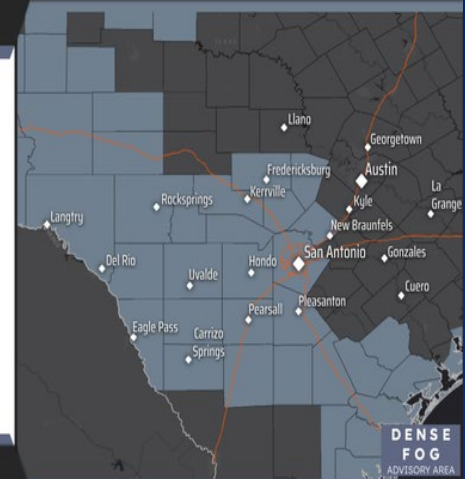 Llano
Georgetown
Austin
Fredericksburg
Kerrville
Kyle
La
Grange
Rocksprings
New Braunfels
Langtry
San Antonio
Gonzales
Del Rio
Hondo
Uvalde
Cuero
Pleasanton
Pearsall
Eagle Pass
Carrizo
Springs
DENSE
FOG
ADVISORY AREA